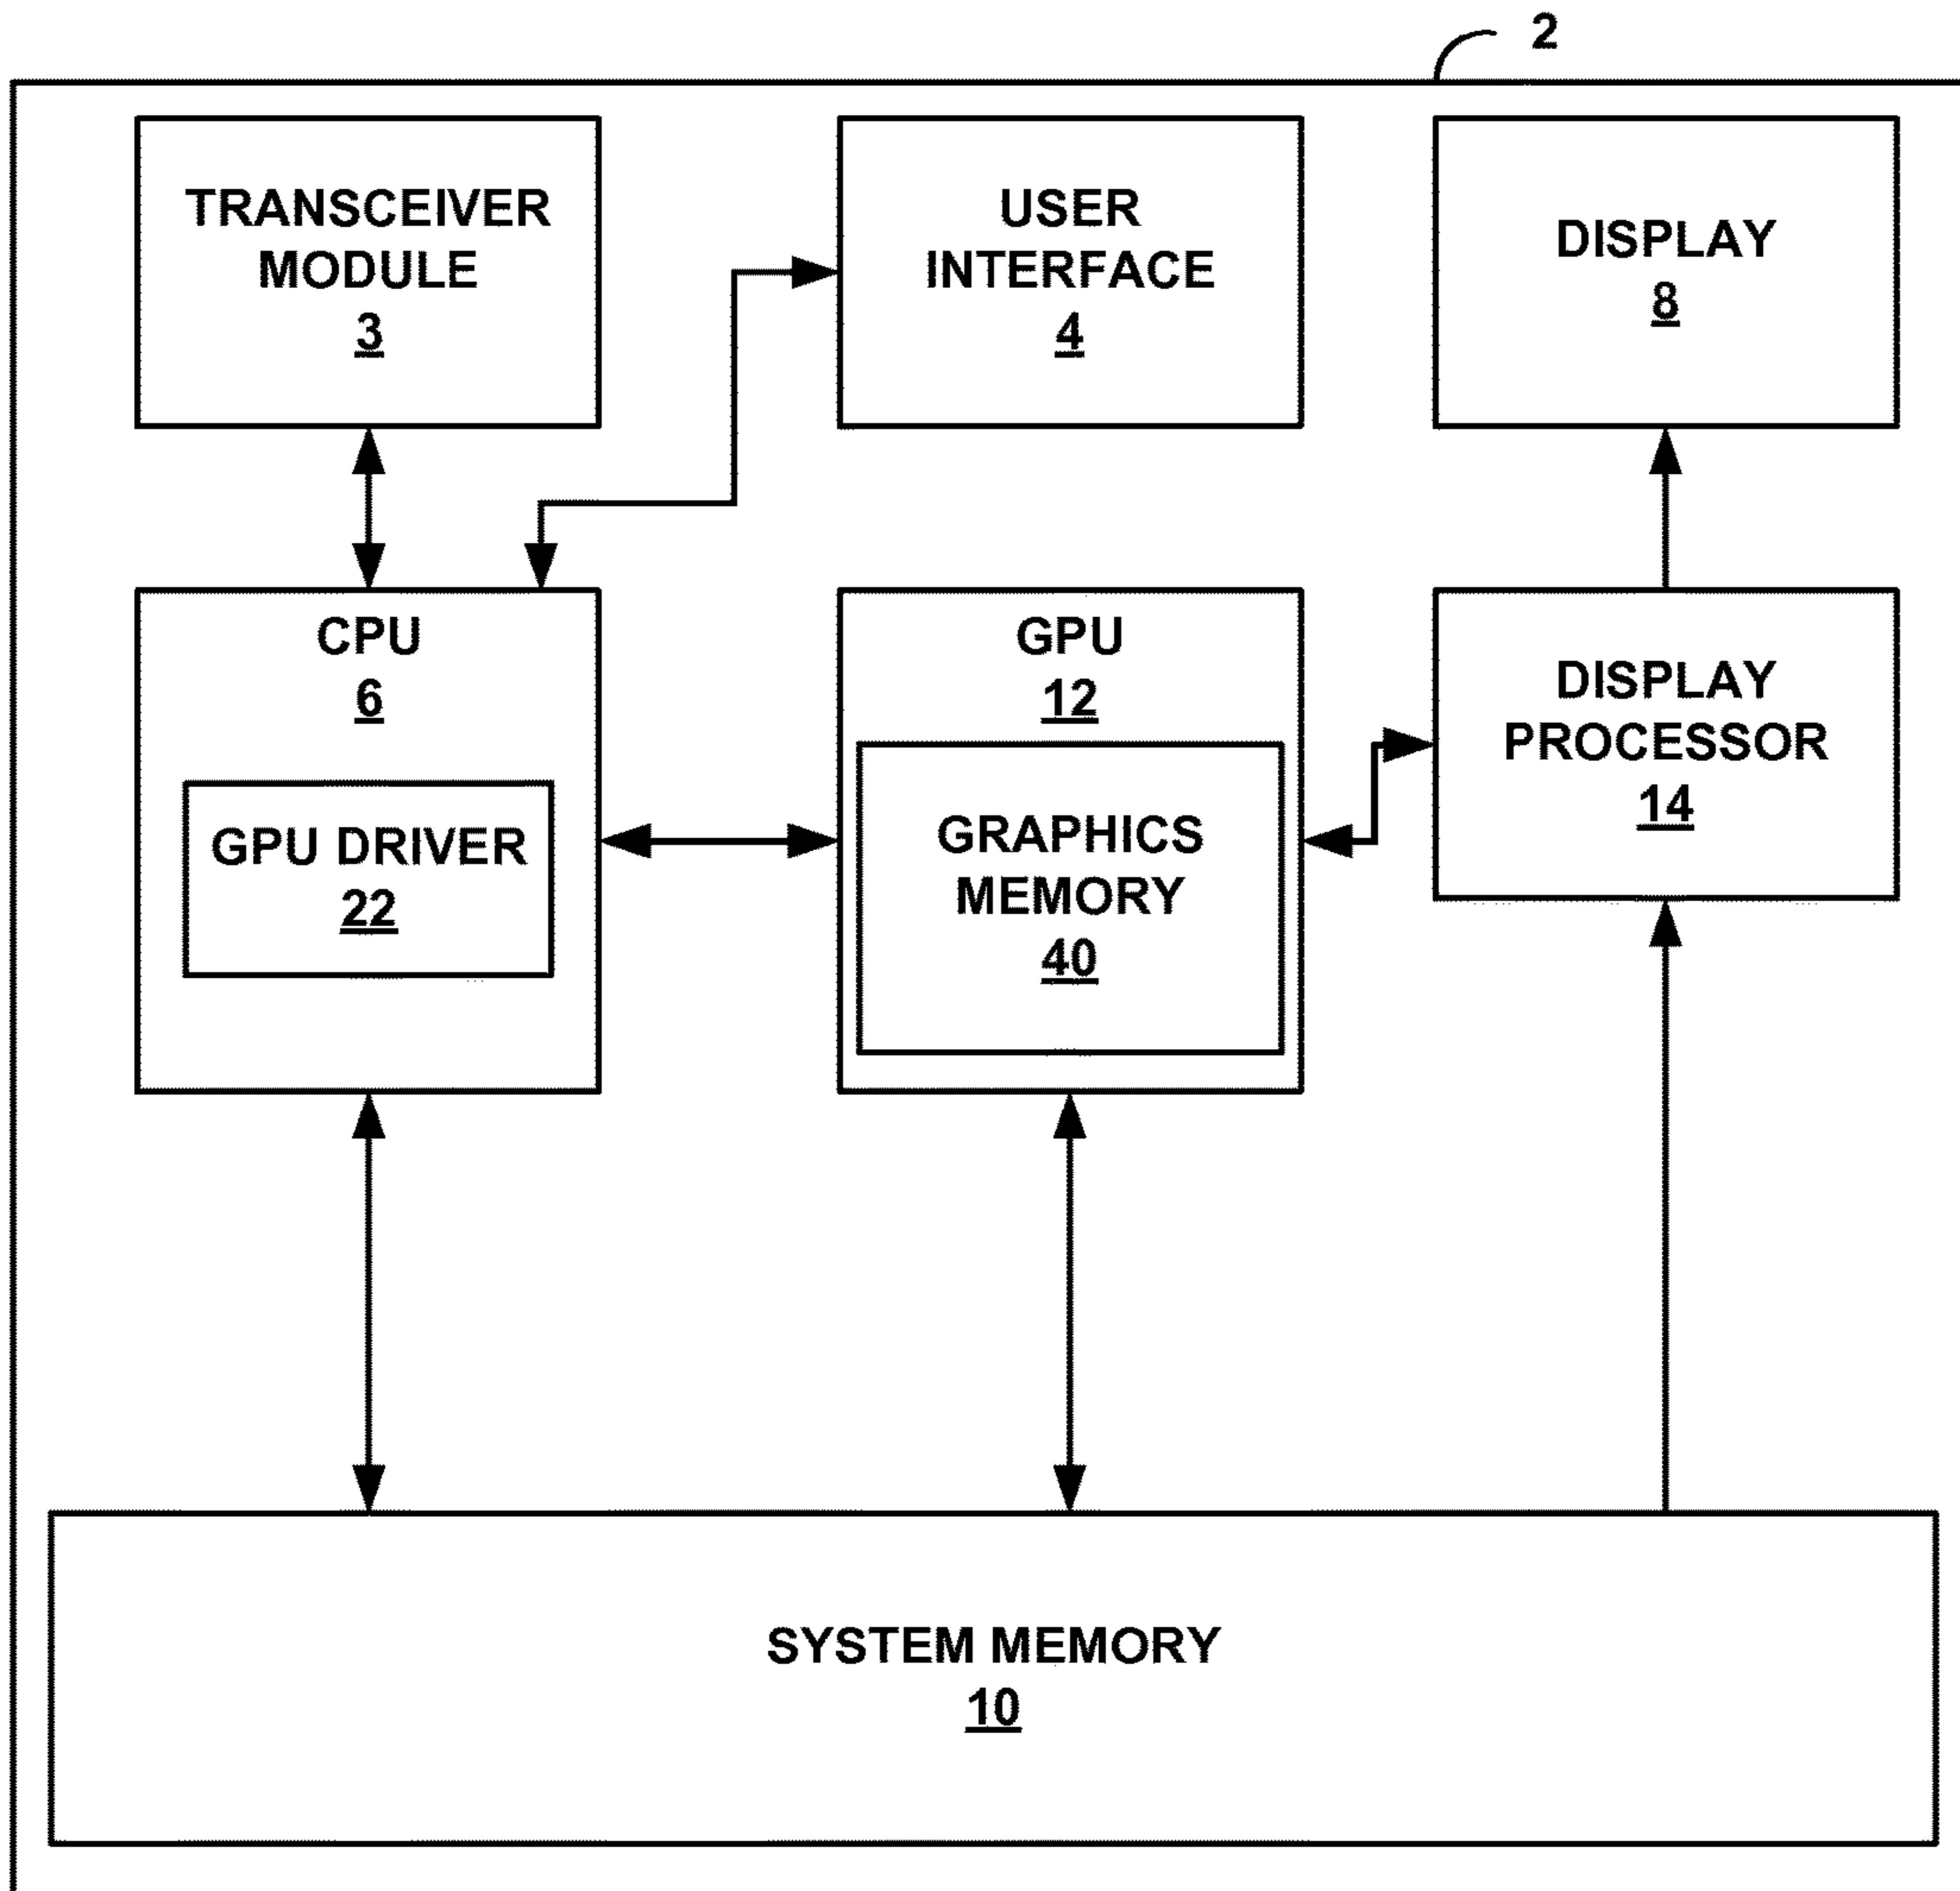 2
TRANSCEIVER
MODULE
3
USER
INTERFACE
4
DISPLAY
8
CPU
6
GPU DRIVER
22
GPU
12
GRAPHICS
MEMORY
40
DISPLAY
PROCESSOR
14
SYSTEM MEMORY
10